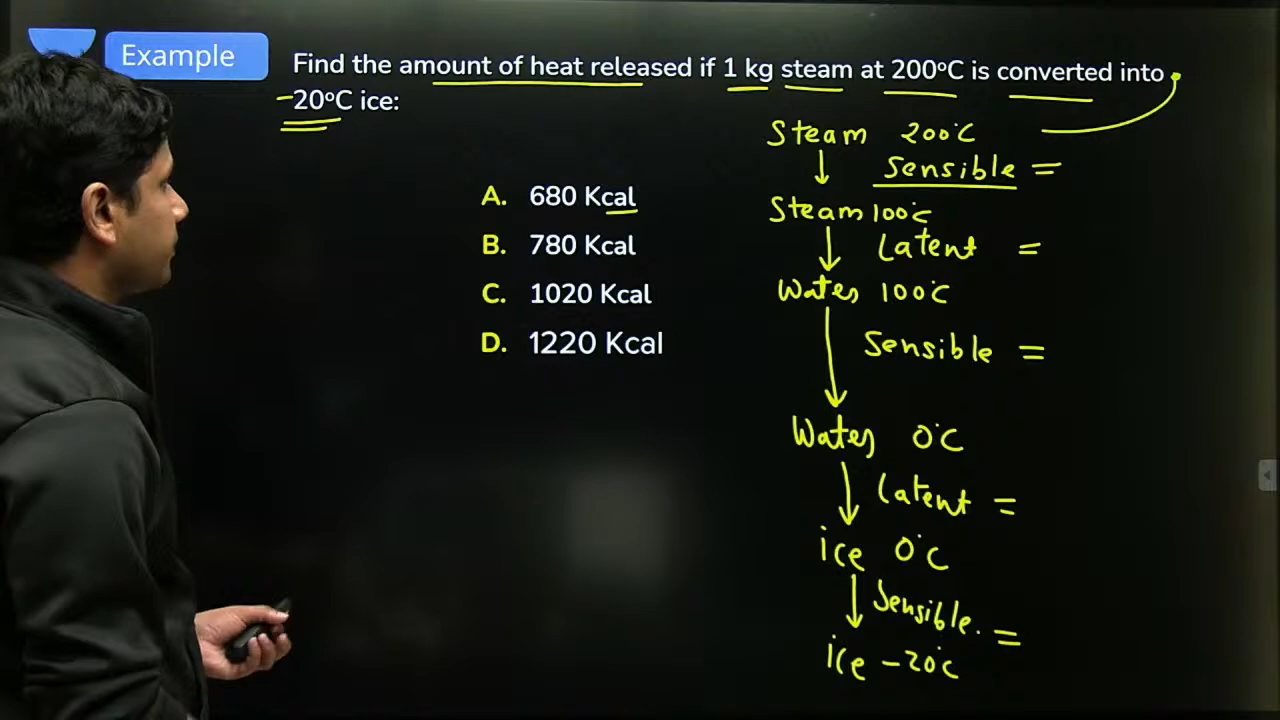 Example
Find the amount of heat released if 1 kg steam at 200°C is converted into
-20°C ice:
A. 680 Kcal
B. 780 Kcal
C. 1020 Kcal
D. 1220 Kcal
Steam 200°C
Sensible =
Steam 100°C
Latent =
Water 100°C
Sensible =
Water 0°C
Latent =
ice 0°C
Sensible. =
ice -20°C